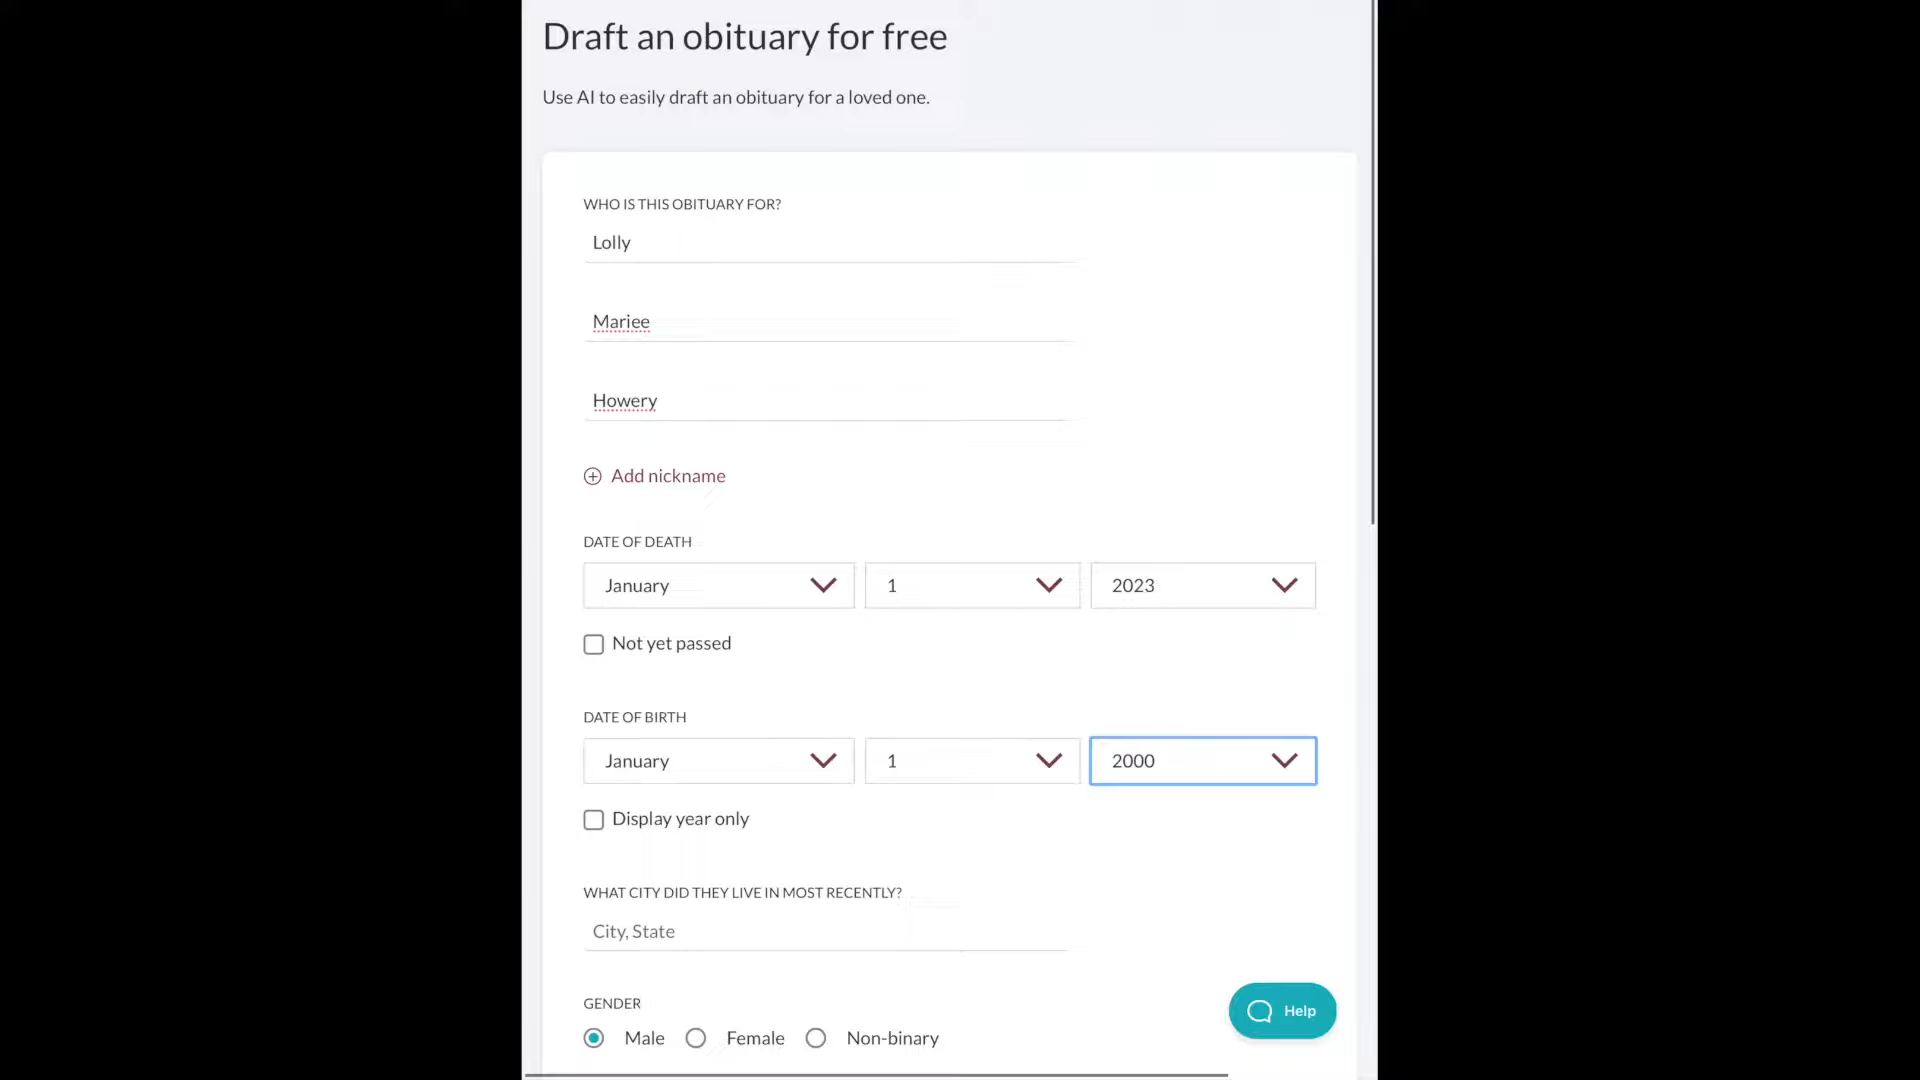 Draft an obituary for free
Use AI to easily draft an obituary for a loved one.
WHO IS THIS OBITUARY FOR?
Lolly
Mariee
Howery
Add nickname
DATE OF DEATH
January 1 2023
Not yet passed
DATE OF BIRTH
January 1 2000
Display year only
WHAT CITY DID THEY LIVE IN MOST RECENTLY?
City, State
GENDER
Male Female Non-binary
Help